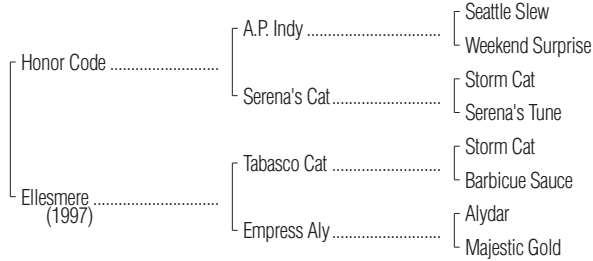 Seattle Slew
A.P. Indy ................................
Weekend Surprise
Honor Code ..........................
Storm Cat
Serena's Cat..........................
Serena's Tune
Storm Cat
Tabasco Cat ..........................
Barbicue Sauce
Ellesmere ..............................
(1997)
Alydar
Empress Aly..........................
Majestic Gold